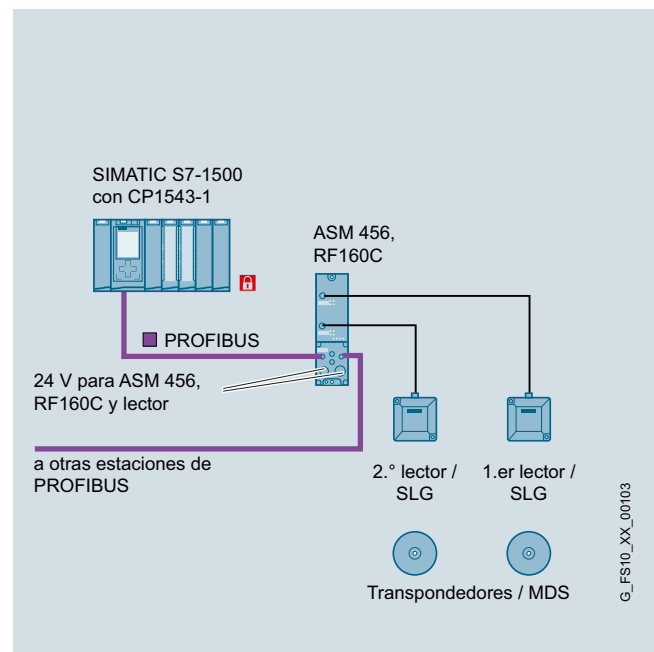 SIMATIC S7-1500
con CP1543-1
ASM 456,
RF160C
PROFIBUS
24 V para ASM 456,
RF160C y lector
a otras estaciones de
PROFIBUS
2.° lector /
SLG
1.er lector /
SLG
Transpondedores / MDS
G_FS10_XX_00103